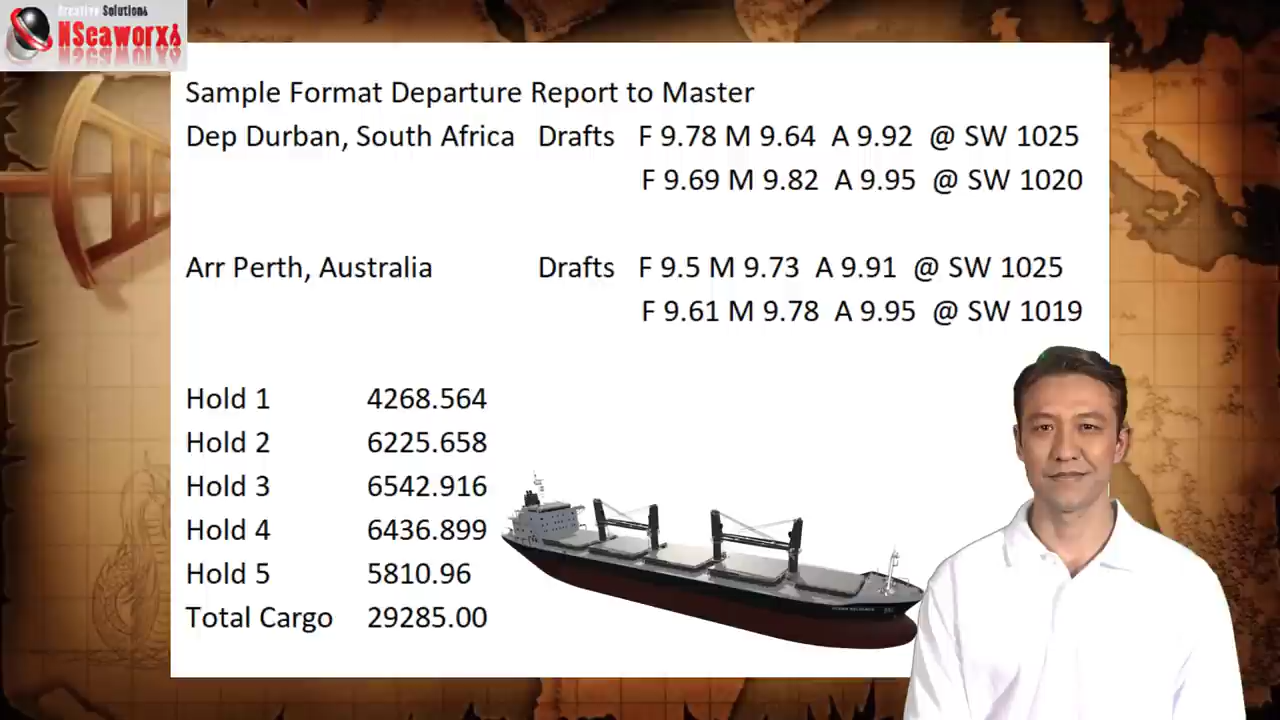 Creative Solutions
NSeaworxs
Sample Format Departure Report to Master
Dep Durban, South Africa Drafts F 9.78 M 9.64 A 9.92 @ SW 1025
F 9.69 M 9.82 A 9.95 @ SW 1020
Arr Perth, Australia Drafts F 9.5 M 9.73 A 9.91 @ SW 1025
F 9.61 M 9.78 A 9.95 @ SW 1019
Hold 1 4268.564
Hold 2 6225.658
Hold 3 6542.916
Hold 4 6436.899
Hold 5 5810.96
Total Cargo 29285.00